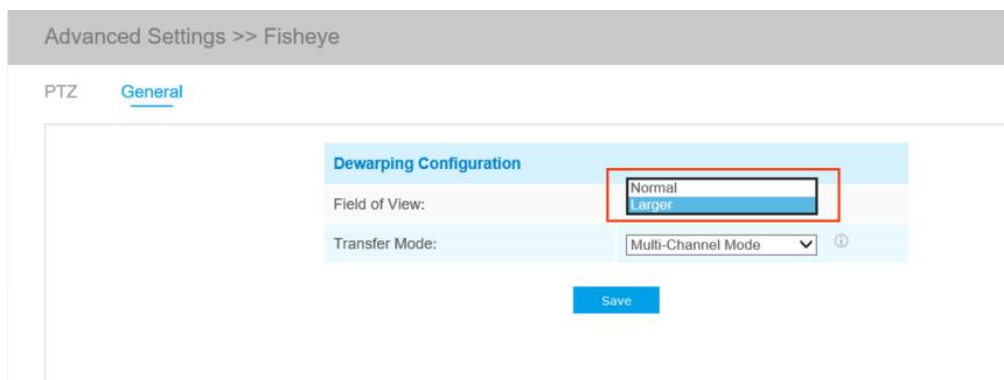 Advanced Settings >> Fisheye
PTZ General
Dewarping Configuration
Field of View:
Normal
Larger
Transfer Mode: Multi-Channel Mode
Save